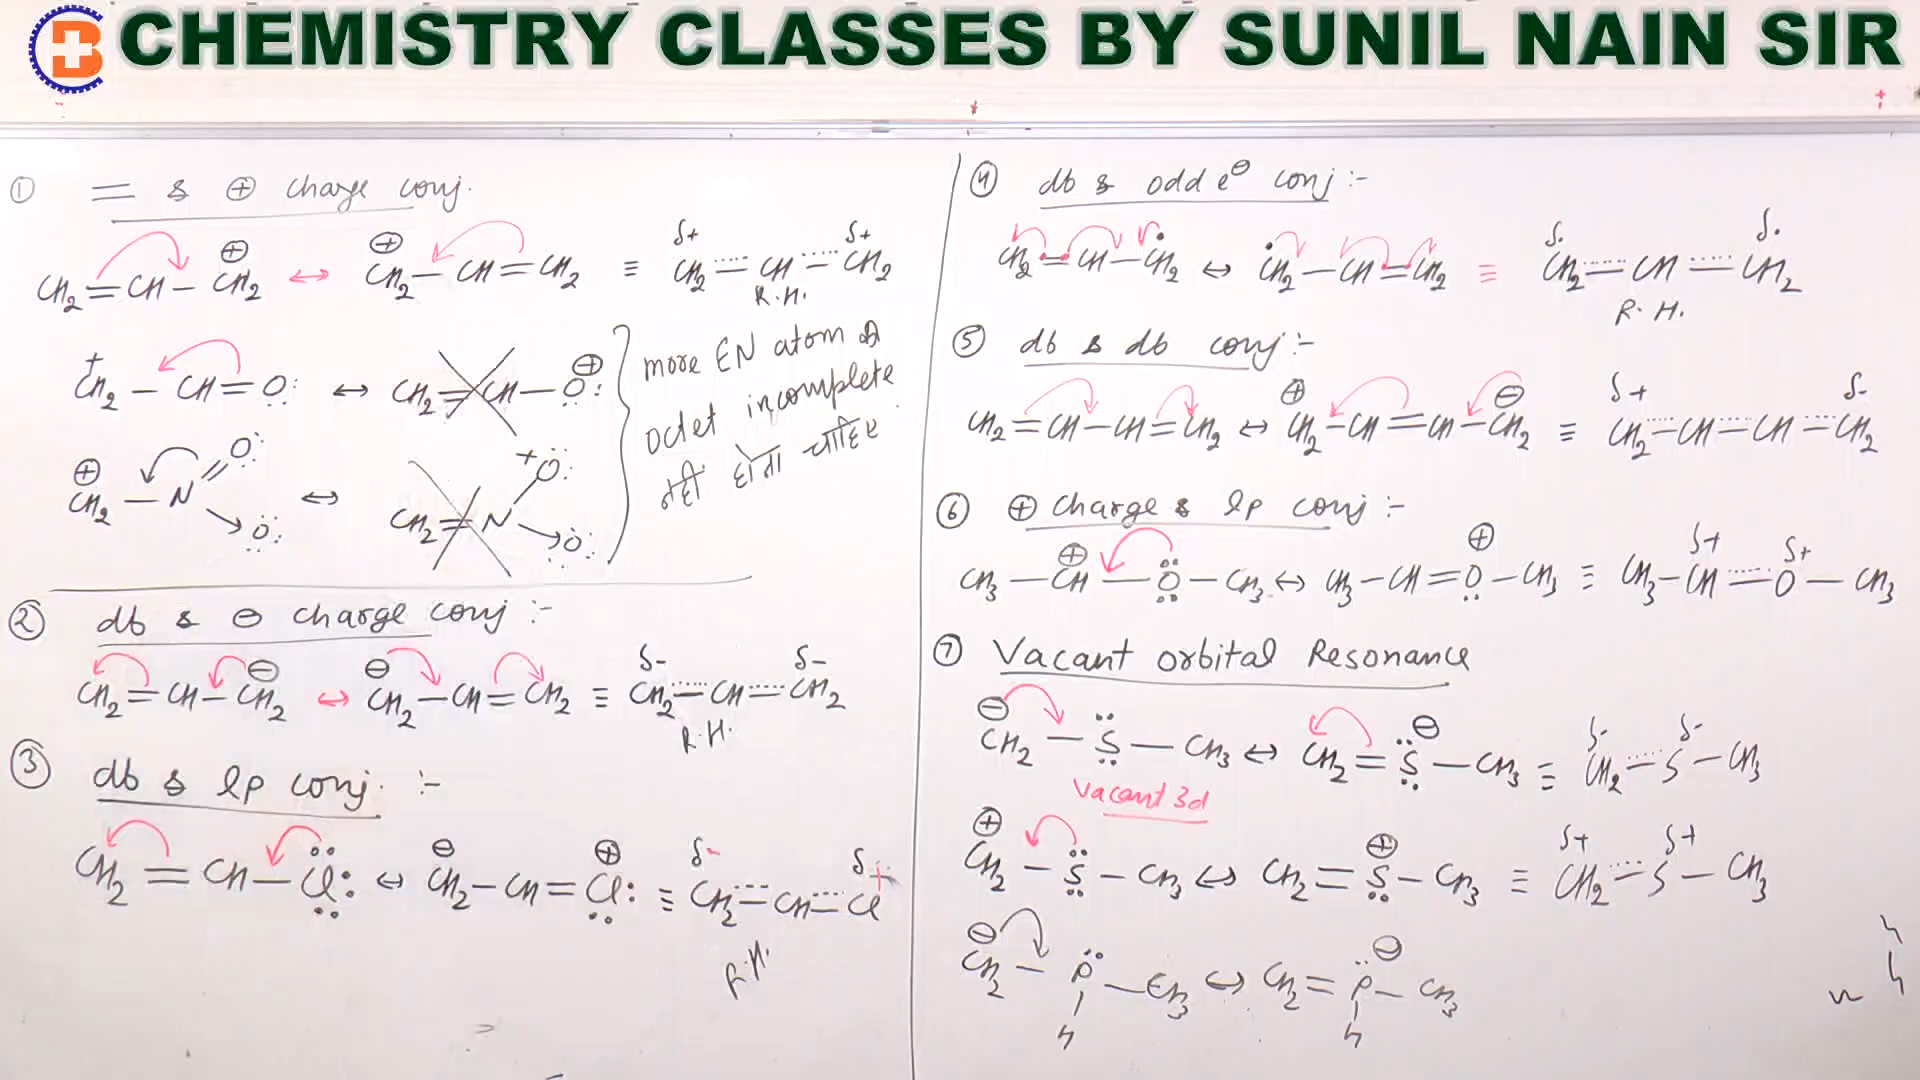 B
CHEMISTRY CLASSES BY SUNIL NAIN SIR
① = & ⊕ charge conj.
CH₂=CH-CH₂⊕ ↔ ⊕CH₂-CH=CH₂ ≡ δ+CH₂=CH=CH₂δ+
R.H.
+CH₂-CH=O: ↔ CH₂=CH-O⊕:
⊕CH₂-N=O: →O: ↔ CH₂=N-O+: →O:
more EN atom का
octet incomplete
नहीं होना चाहिए
② db & ⊖ charge conj :-
CH₂=CH-CH₂⊖ ↔ ⊖CH₂-CH=CH₂ ≡ δ-CH₂=CH=CH₂δ-
R.H.
③ db & lp conj. :-
CH₂=CH-Cl: ↔ ⊖CH₂-CH=Cl⊕: ≡ δ-CH₂=CH=Clδ+
R.H.
④ db & odd e⊖ conj :-
CH₂=CH-ĊH₂ ↔ ĊH₂-CH=CH₂ ≡ δ·CH₂=CH=CH₂δ·
R.H.
⑤ db & db conj :-
CH₂=CH-CH=CH₂ ↔ ⊕CH₂-CH=CH-CH₂⊖ ≡ δ+CH₂=CH=CH=CH₂δ-
⑥ ⊕ charge & lp conj :-
CH₃-CH⊕-O-CH₃ ↔ CH₃-CH=O⊕-CH₃ ≡ CH₃-CHδ+=Oδ+-CH₃
⑦ Vacant orbital Resonance
⊖CH₂-S-CH₃ ↔ CH₂=S⊖-CH₃ ≡ δ-CH₂=Sδ--CH₃
Vacant 3d
⊕CH₂-S-CH₃ ↔ CH₂=S⊕-CH₃ ≡ δ+CH₂=Sδ+-CH₃
⊖CH₂-P-CH₃ ↔ CH₂=P⊖-CH₃
H H